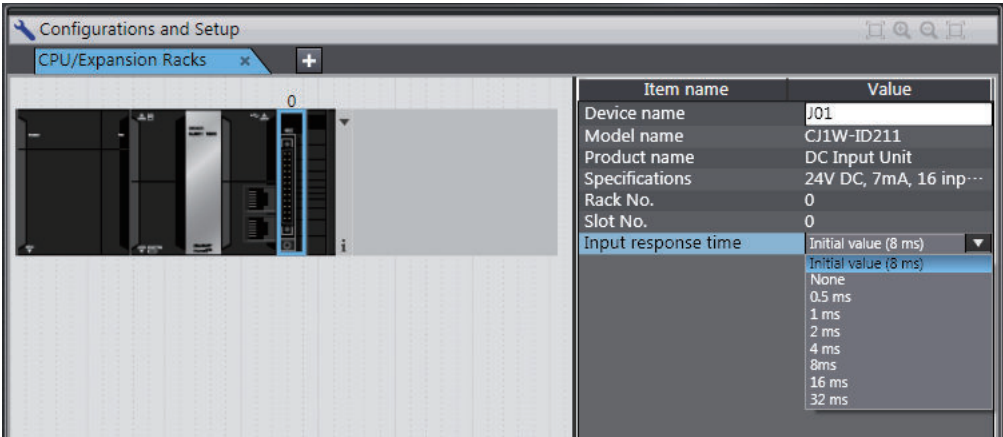 Configurations and Setup
CPU/Expansion Racks × +
0
i
Item name Value
Device name J01
Model name CJ1W-ID211
Product name DC Input Unit
Specifications 24V DC, 7mA, 16 inp···
Rack No. 0
Slot No. 0
Input response time Initial value (8 ms)
Initial value (8 ms)
None
0.5 ms
1 ms
2 ms
4 ms
8ms
16 ms
32 ms